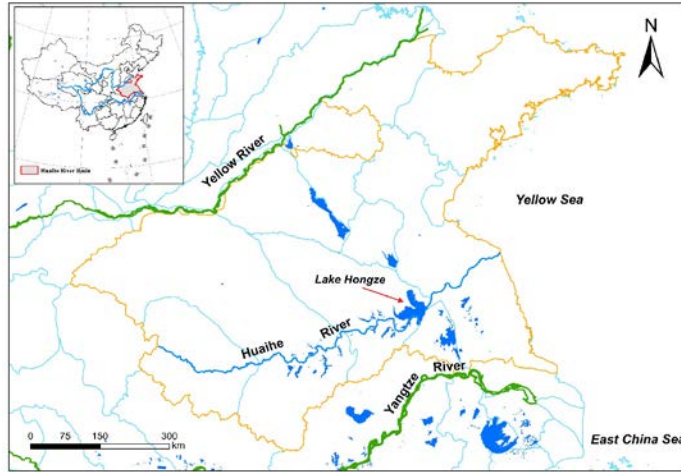 N
Huaihe River Basin
Yellow River
Yellow Sea
Lake Hongze
Huaihe River
Yangtze River
East China Sea
0 75 150 300
km